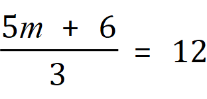 5m + 6
3
= 12